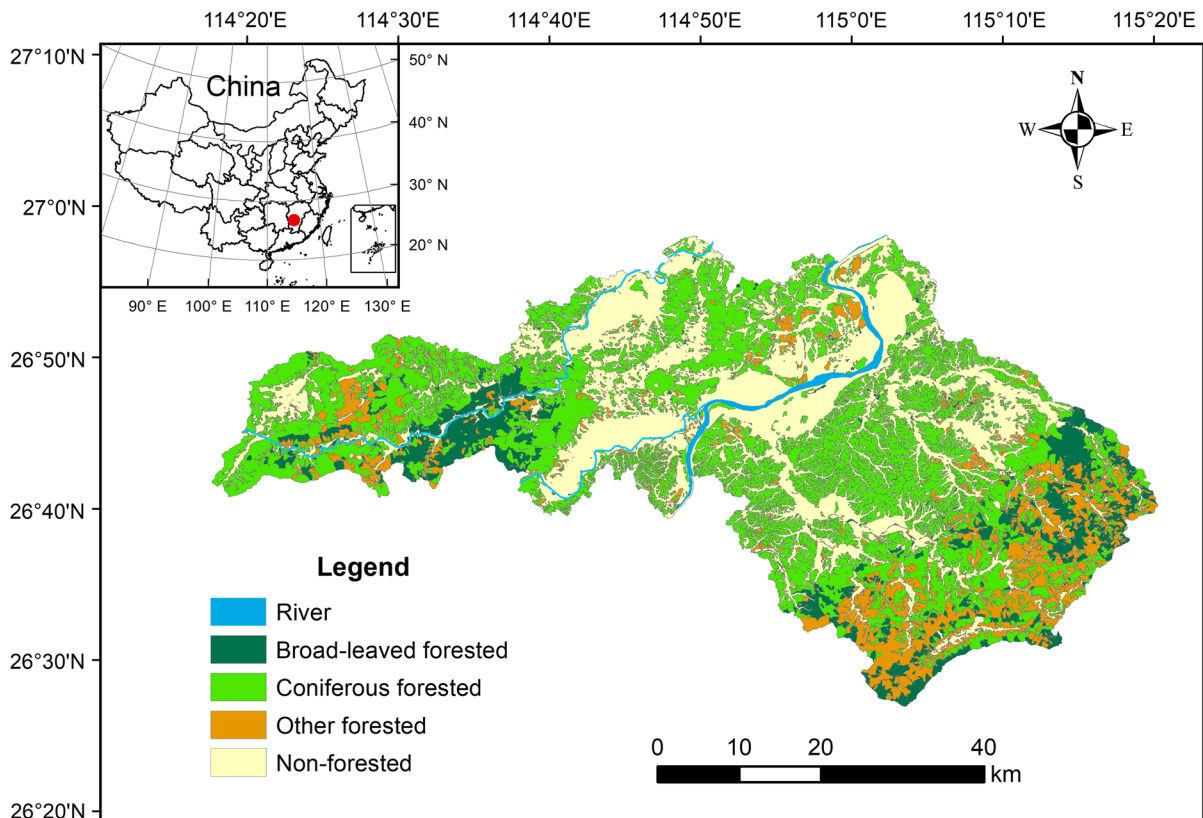 114°20'E 114°30'E 114°40'E 114°50'E 115°0'E 115°10'E 115°20'E
27°10'N
27°0'N
26°50'N
26°40'N
26°30'N
26°20'N
China
50° N
40° N
30° N
20° N
90° E 100° E 110° E 120° E 130° E
N
W E
S
Legend
River
Broad-leaved forested
Coniferous forested
Other forested
Non-forested
0 10 20 40
km